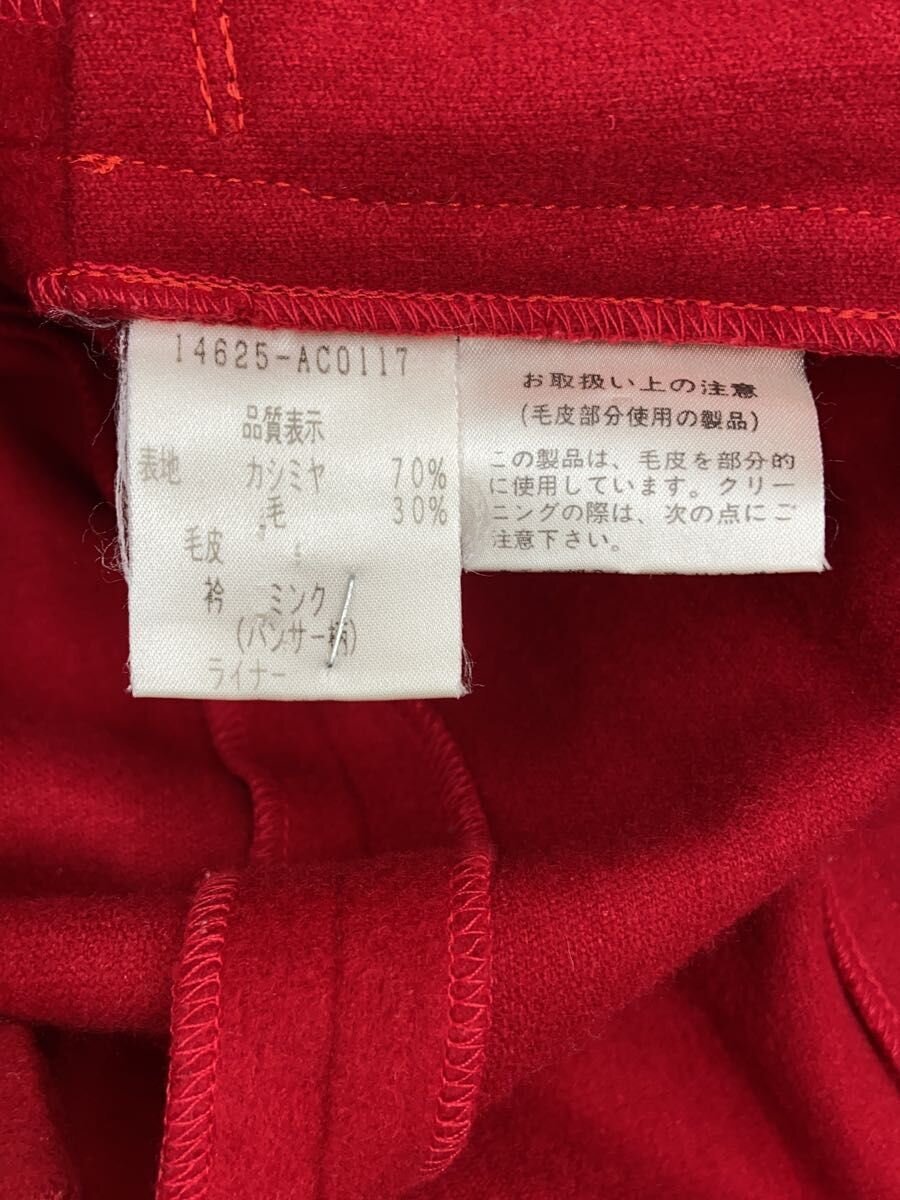 14625-AC0117
品質表示
表地 カシミヤ 70%
毛 30%
毛皮
衿 ミンク
(パンサー柄)
ライナー
お取扱い上の注意
(毛皮部分使用の製品)
この製品は、毛皮を部分的
に使用しています。クリー
ニングの際は、次の点にご
注意下さい。